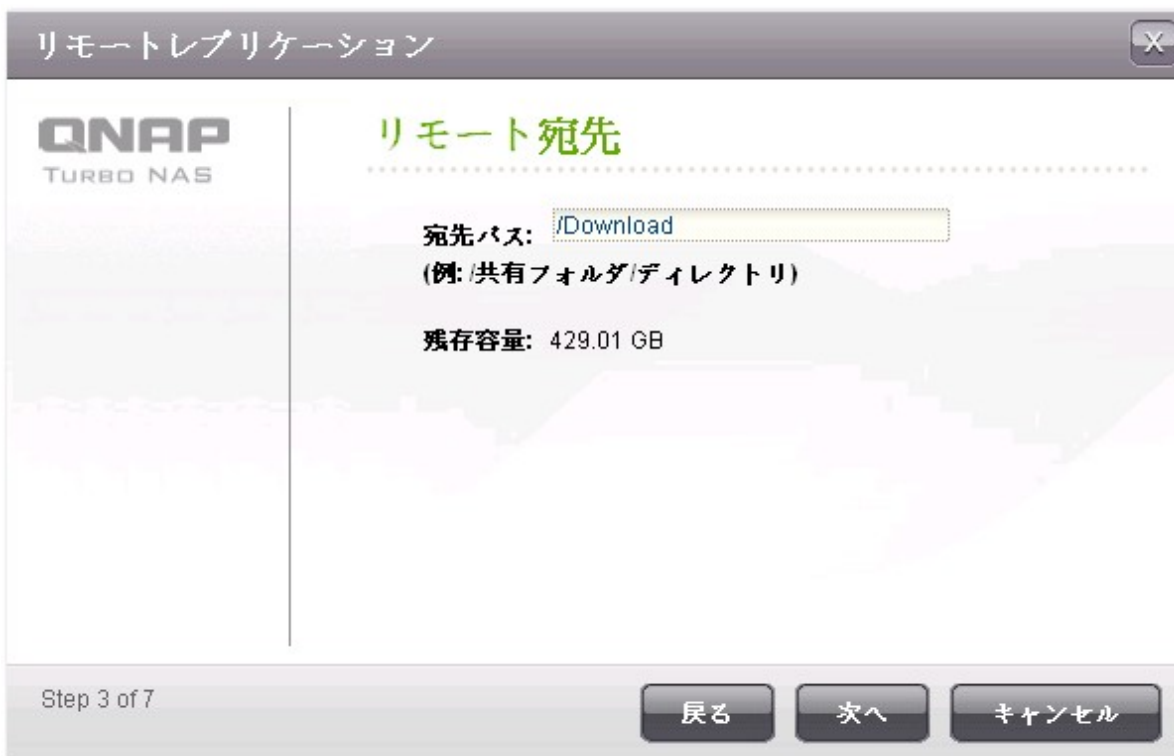 リモートレプリケーション
X
QNAP
TURBO NAS
リモート宛先
宛先パス: /Download
(例: /共有フォルダ/ディレクトリ)
残存容量: 429.01 GB
Step 3 of 7
戻る
次へ
キャンセル